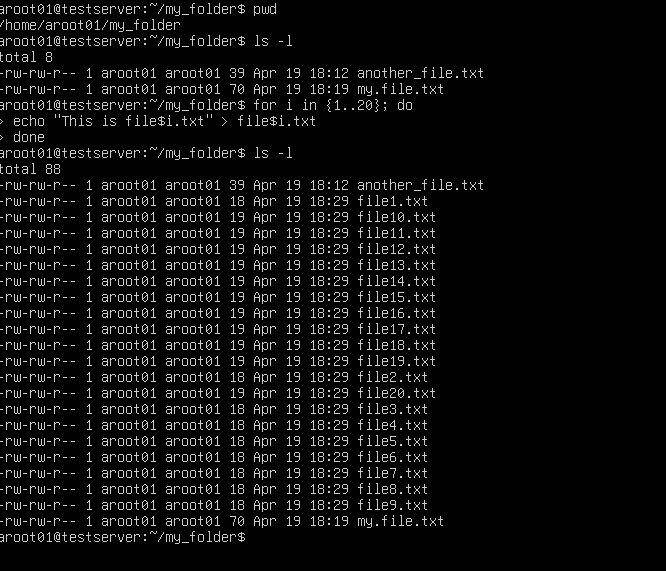 aroot01@testserver:~/my_folder$ pwd
/home/aroot01/my_folder
aroot01@testserver:~/my_folder$ ls -l
total 8
-rw-rw-r-- 1 aroot01 aroot01 39 Apr 19 18:12 another_file.txt
-rw-rw-r-- 1 aroot01 aroot01 70 Apr 19 18:19 my.file.txt
aroot01@testserver:~/my_folder$ for i in {1..20}; do
> echo "This is file$i.txt" > file$i.txt
> done
aroot01@testserver:~/my_folder$ ls -l
total 88
-rw-rw-r-- 1 aroot01 aroot01 39 Apr 19 18:12 another_file.txt
-rw-rw-r-- 1 aroot01 aroot01 18 Apr 19 18:29 file1.txt
-rw-rw-r-- 1 aroot01 aroot01 19 Apr 19 18:29 file10.txt
-rw-rw-r-- 1 aroot01 aroot01 19 Apr 19 18:29 file11.txt
-rw-rw-r-- 1 aroot01 aroot01 19 Apr 19 18:29 file12.txt
-rw-rw-r-- 1 aroot01 aroot01 19 Apr 19 18:29 file13.txt
-rw-rw-r-- 1 aroot01 aroot01 19 Apr 19 18:29 file14.txt
-rw-rw-r-- 1 aroot01 aroot01 19 Apr 19 18:29 file15.txt
-rw-rw-r-- 1 aroot01 aroot01 19 Apr 19 18:29 file16.txt
-rw-rw-r-- 1 aroot01 aroot01 19 Apr 19 18:29 file17.txt
-rw-rw-r-- 1 aroot01 aroot01 19 Apr 19 18:29 file18.txt
-rw-rw-r-- 1 aroot01 aroot01 19 Apr 19 18:29 file19.txt
-rw-rw-r-- 1 aroot01 aroot01 18 Apr 19 18:29 file2.txt
-rw-rw-r-- 1 aroot01 aroot01 19 Apr 19 18:29 file20.txt
-rw-rw-r-- 1 aroot01 aroot01 18 Apr 19 18:29 file3.txt
-rw-rw-r-- 1 aroot01 aroot01 18 Apr 19 18:29 file4.txt
-rw-rw-r-- 1 aroot01 aroot01 18 Apr 19 18:29 file5.txt
-rw-rw-r-- 1 aroot01 aroot01 18 Apr 19 18:29 file6.txt
-rw-rw-r-- 1 aroot01 aroot01 18 Apr 19 18:29 file7.txt
-rw-rw-r-- 1 aroot01 aroot01 18 Apr 19 18:29 file8.txt
-rw-rw-r-- 1 aroot01 aroot01 18 Apr 19 18:29 file9.txt
-rw-rw-r-- 1 aroot01 aroot01 70 Apr 19 18:19 my.file.txt
aroot01@testserver:~/my_folder$